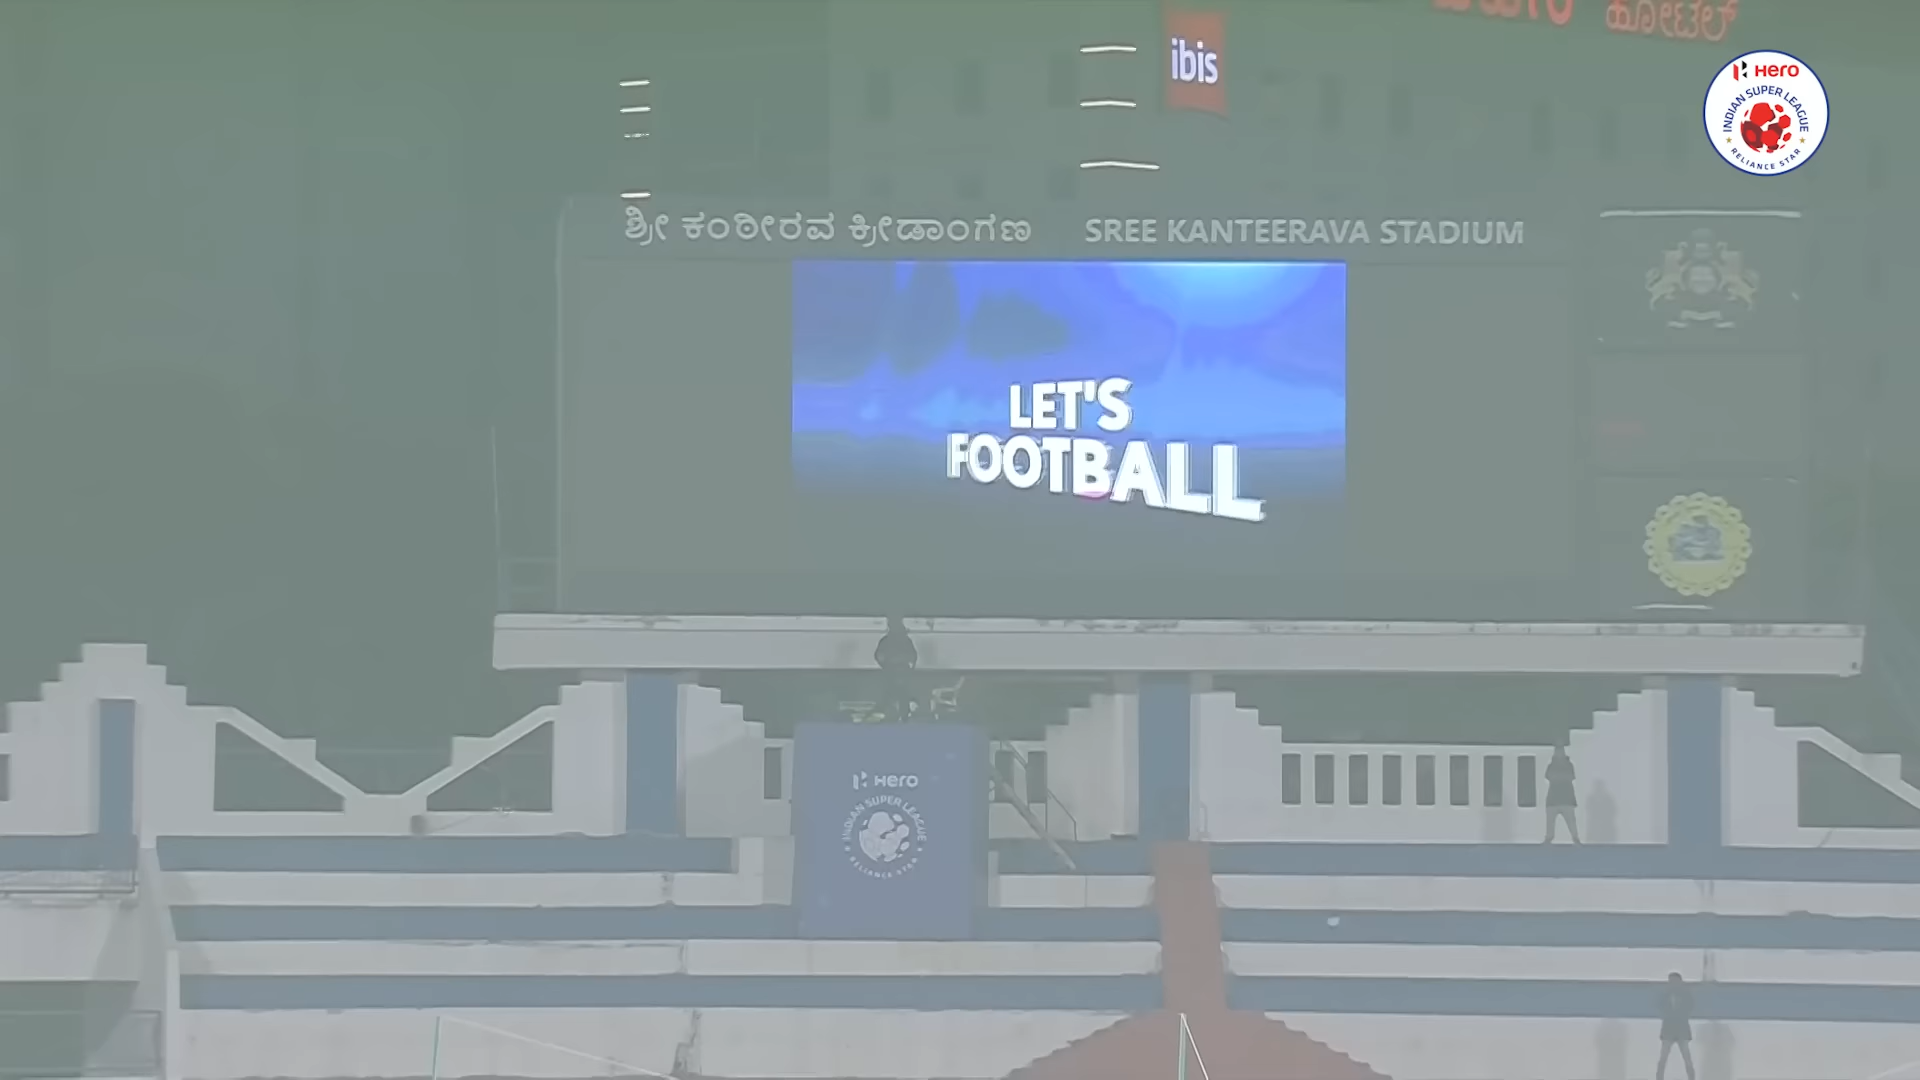 ಹೋಟೆಲ್
ibis
Hero
INDIAN SUPER LEAGUE
RELIANCE STAR
ಶ್ರೀ ಕಂಠೀರವ ಕ್ರೀಡಾಂಗಣ SREE KANTEERAVA STADIUM
LET'S
FOOTBALL
Hero
INDIAN SUPER LEAGUE
RELIANCE STAR